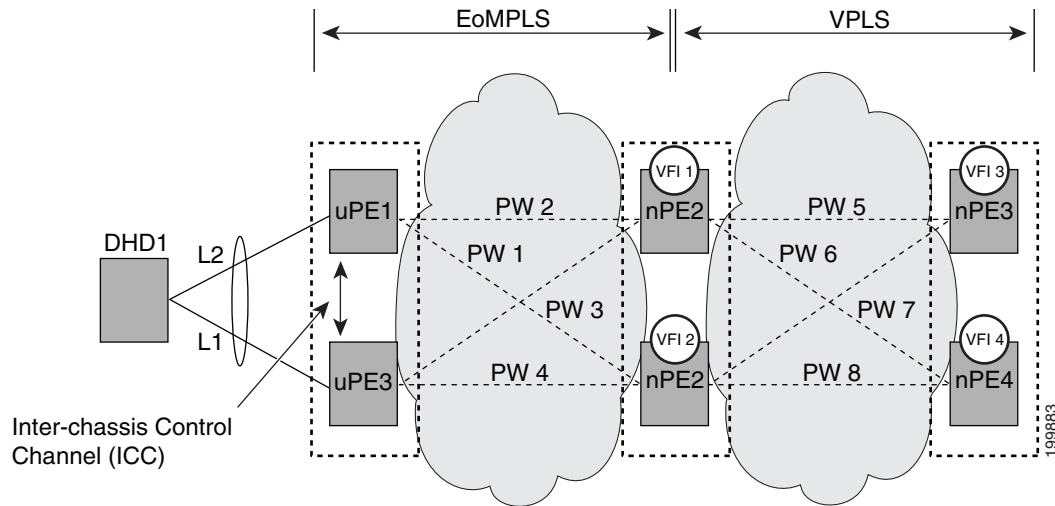 EoMPLS
VPLS
VFI 1
VFI 3
uPE1
PW 2
nPE2
PW 5
nPE3
DHD1
L2
PW 1
PW 6
PW 3
PW 7
L1
VFI 2
VFI 4
uPE3
PW 4
nPE2
PW 8
nPE4
Inter-chassis Control
Channel (ICC)
199883